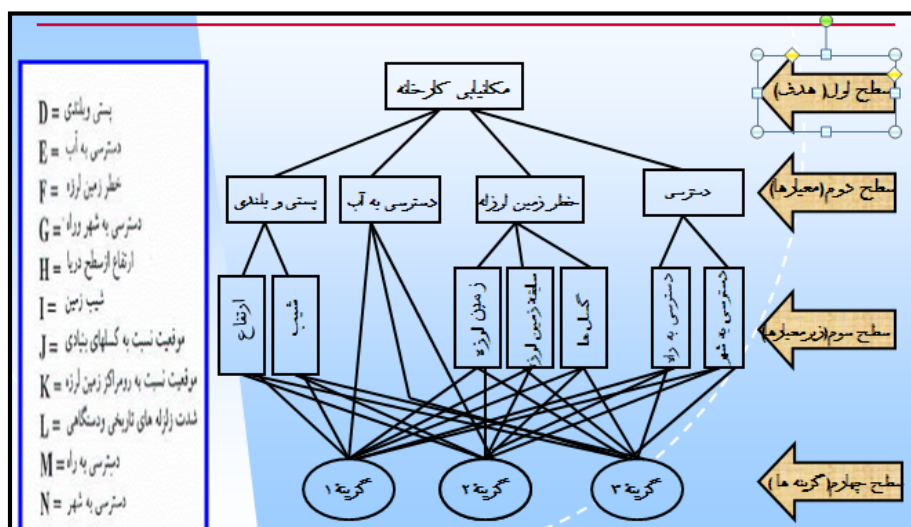 مکانیابی کارخانه
سطح اول( هدف)
پستی و بلندی
دسترسی به آب
خطر زمین لرزله
دسترسی
سطح دوم(معیارها)
ارتفاع
شیب
زمین لرزه
سابقه زمین لرزه
گسل ها
دسترسی به راه
دسترسی به شهر
سطح سوم(زیرمعیارها)
گزینهٔ ۱
گزینهٔ ۲
گزینهٔ ۳
سطح چهارم(گزینه ها)
D = پستی وبلندی
E = دسترسی به آب
F = خطر زمین لرزه
G = دسترسی به شهر وراه
H = ارتفاع ازسطح دریا
I = شیب زمین
J = موقعیت نسبت به گسلهای بنیادی
K = موقعیت نسبت به رومراکز زمین لرزه
L = شدت زلزله های تاریخی ودستگاهی
M = دسترسی به راه
N = دسترسی به شهر